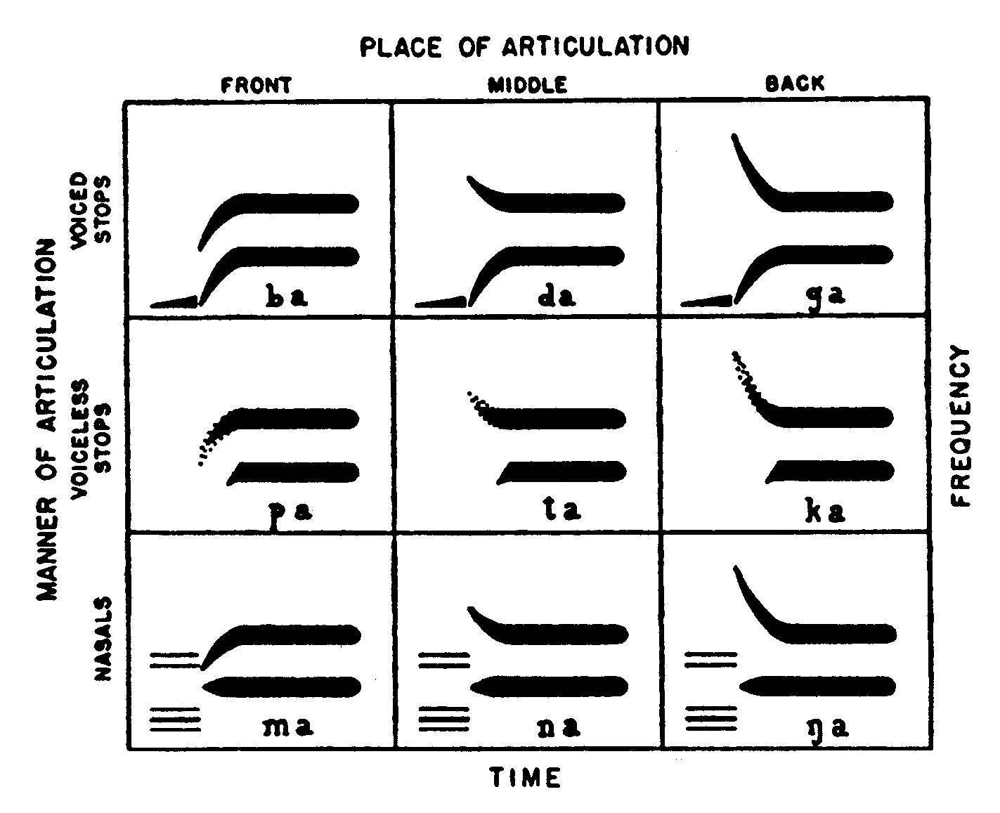 PLACE OF ARTICULATION
FRONT
MIDDLE
BACK
MANNER OF ARTICULATION
VOICED
STOPS
ba
da
ga
VOICELESS
STOPS
pa
ta
ka
FREQUENCY
NASALS
ma
na
ŋa
TIME